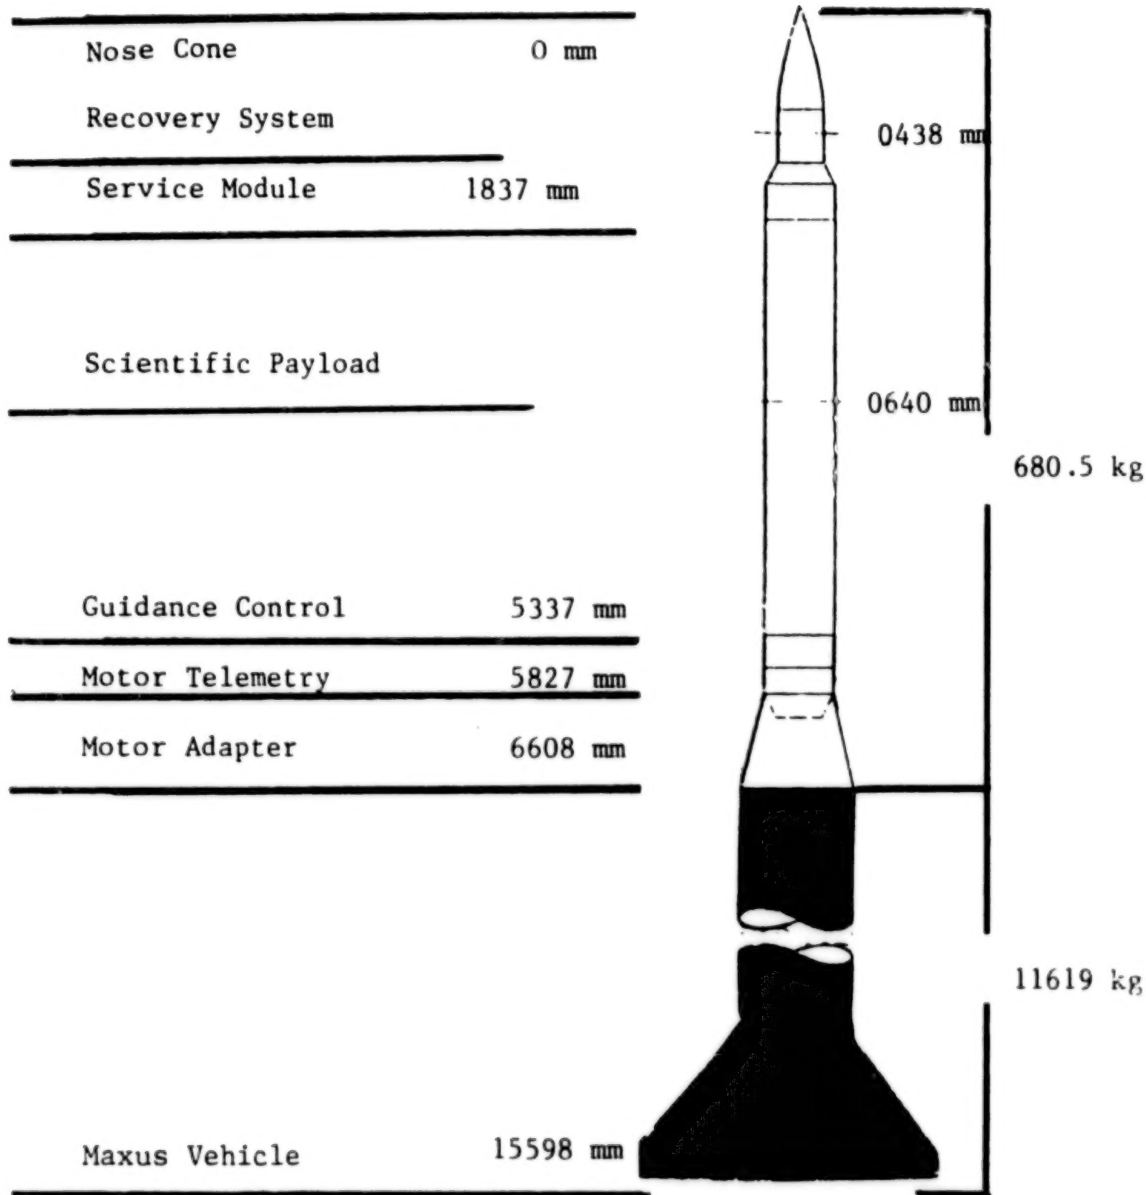 Nose Cone 0 mm
Recovery System 0438 mm
Service Module 1837 mm
Scientific Payload
0640 mm
680.5 kg
Guidance Control 5337 mm
Motor Telemetry 5827 mm
Motor Adapter 6608 mm
11619 kg
Maxus Vehicle 15598 mm